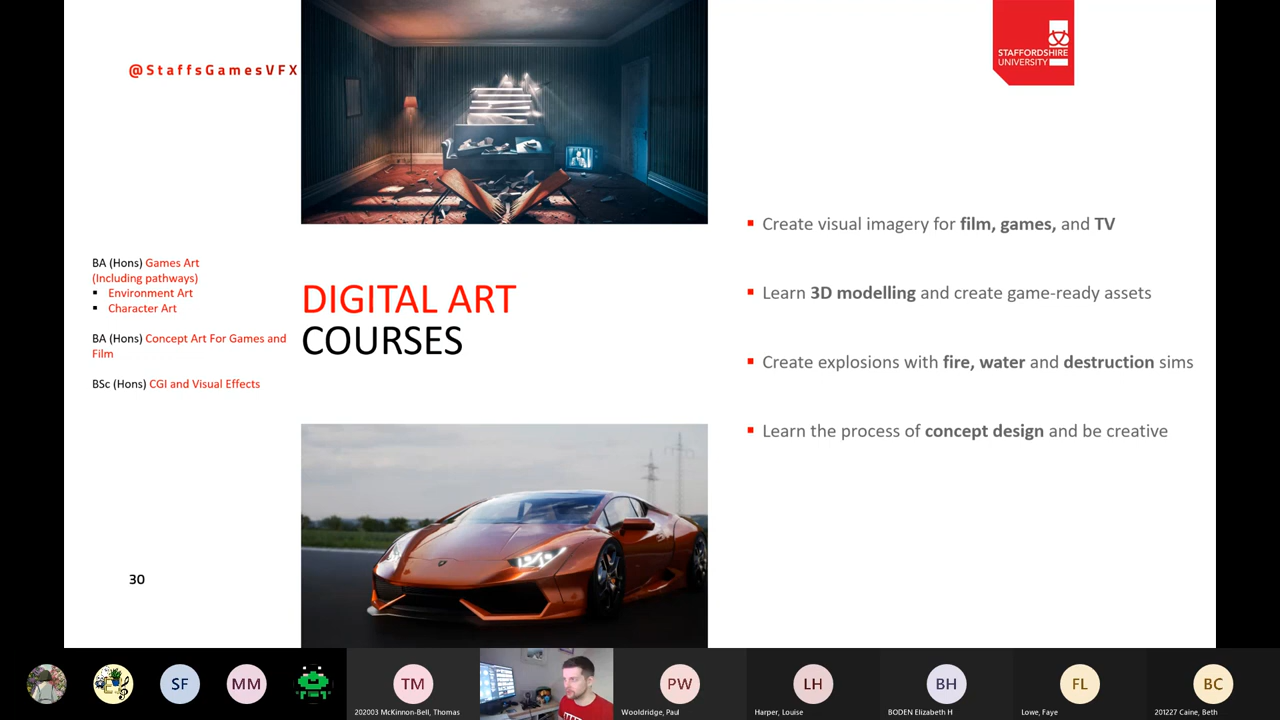 @StaffsGamesVFX
STAFFORDSHIRE
UNIVERSITY
BA (Hons) Games Art
(Including pathways)
▪ Environment Art
▪ Character Art
BA (Hons) Concept Art For Games and
Film
BSc (Hons) CGI and Visual Effects
DIGITAL ART
COURSES
▪ Create visual imagery for film, games, and TV
▪ Learn 3D modelling and create game-ready assets
▪ Create explosions with fire, water and destruction sims
▪ Learn the process of concept design and be creative
30
SF
MM
TM
PW
LH
BH
FL
BC
202003 McKinnon-Bell, Thomas
Wooldridge, Paul
Harper, Louise
BODEN Elizabeth H
Lowe, Faye
201227 Caine, Beth